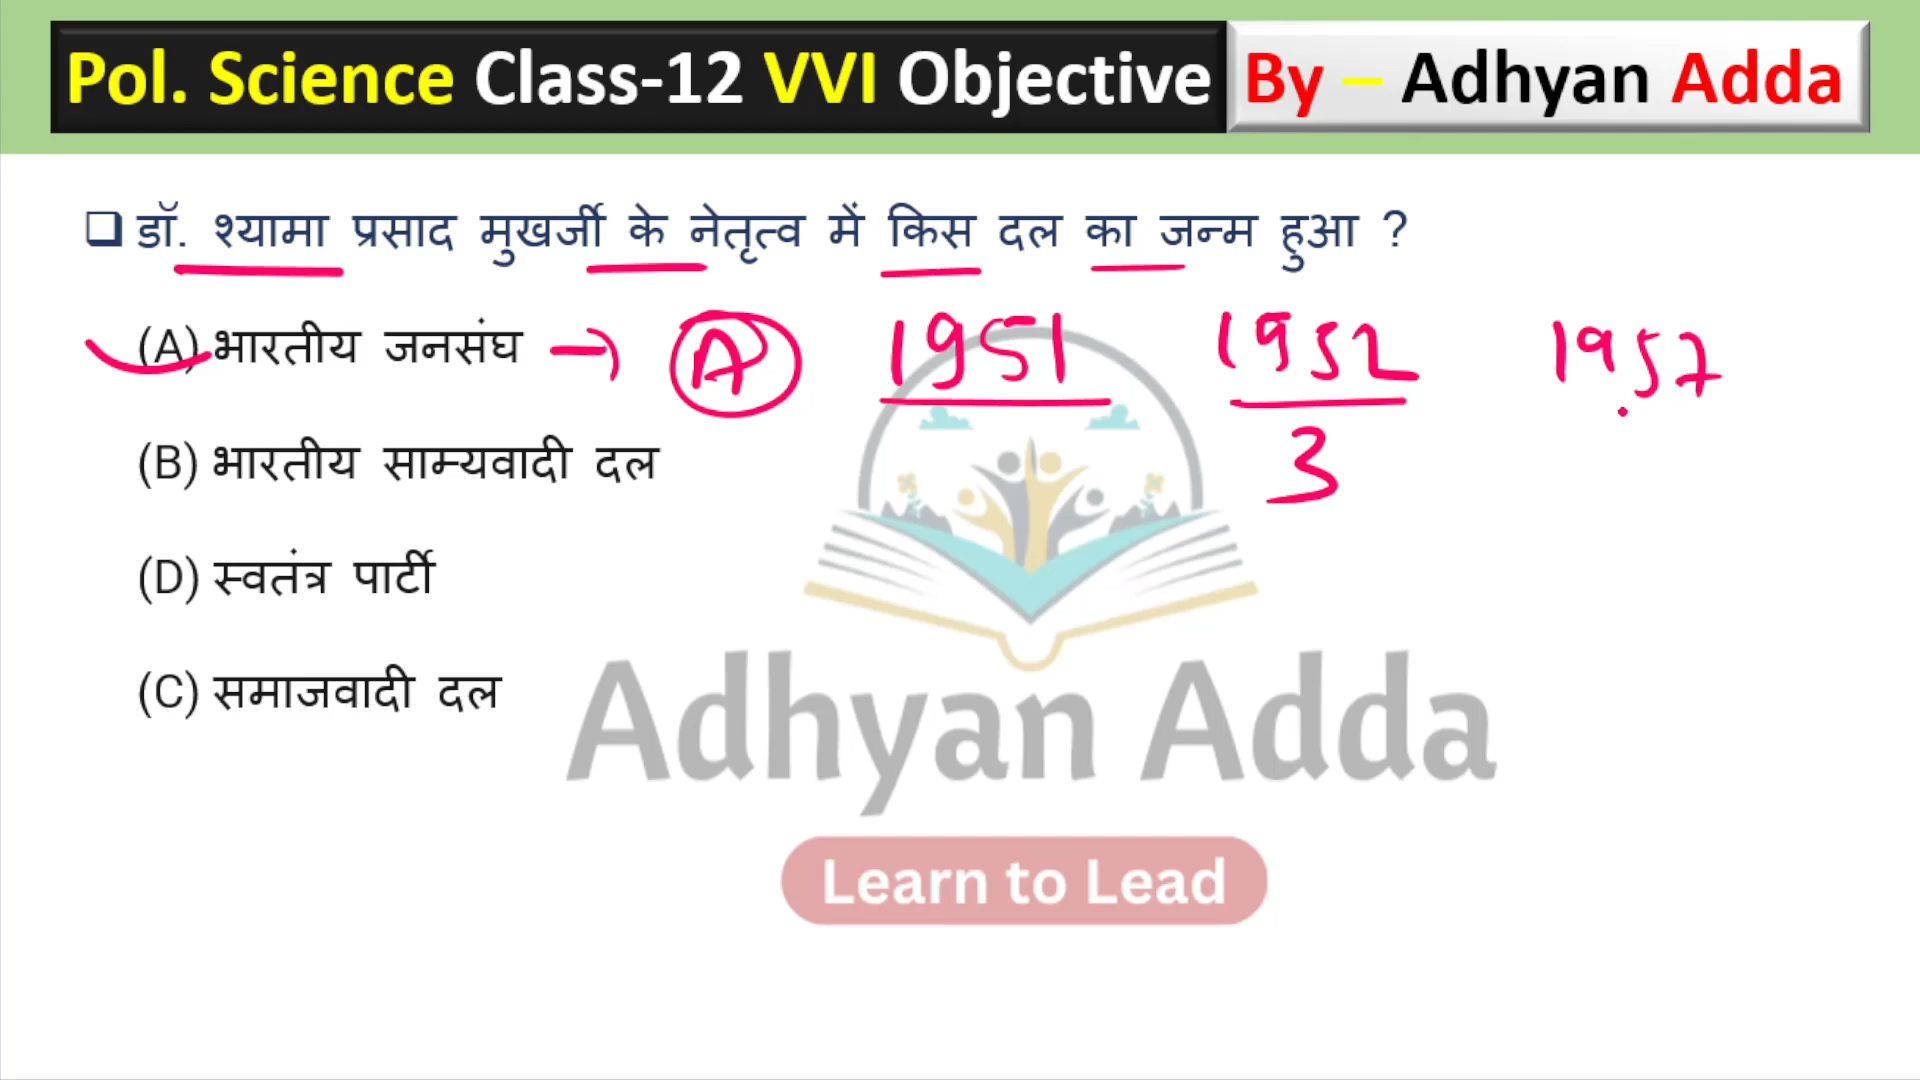 Pol. Science Class-12 VVI Objective By – Adhyan Adda
डॉ. श्यामा प्रसाद मुखर्जी के नेतृत्व में किस दल का जन्म हुआ ?
(A) भारतीय जनसंघ → A 1951 1952 1957
(B) भारतीय साम्यवादी दल 3
(D) स्वतंत्र पार्टी
(C) समाजवादी दल
Adhyan Adda
Learn to Lead